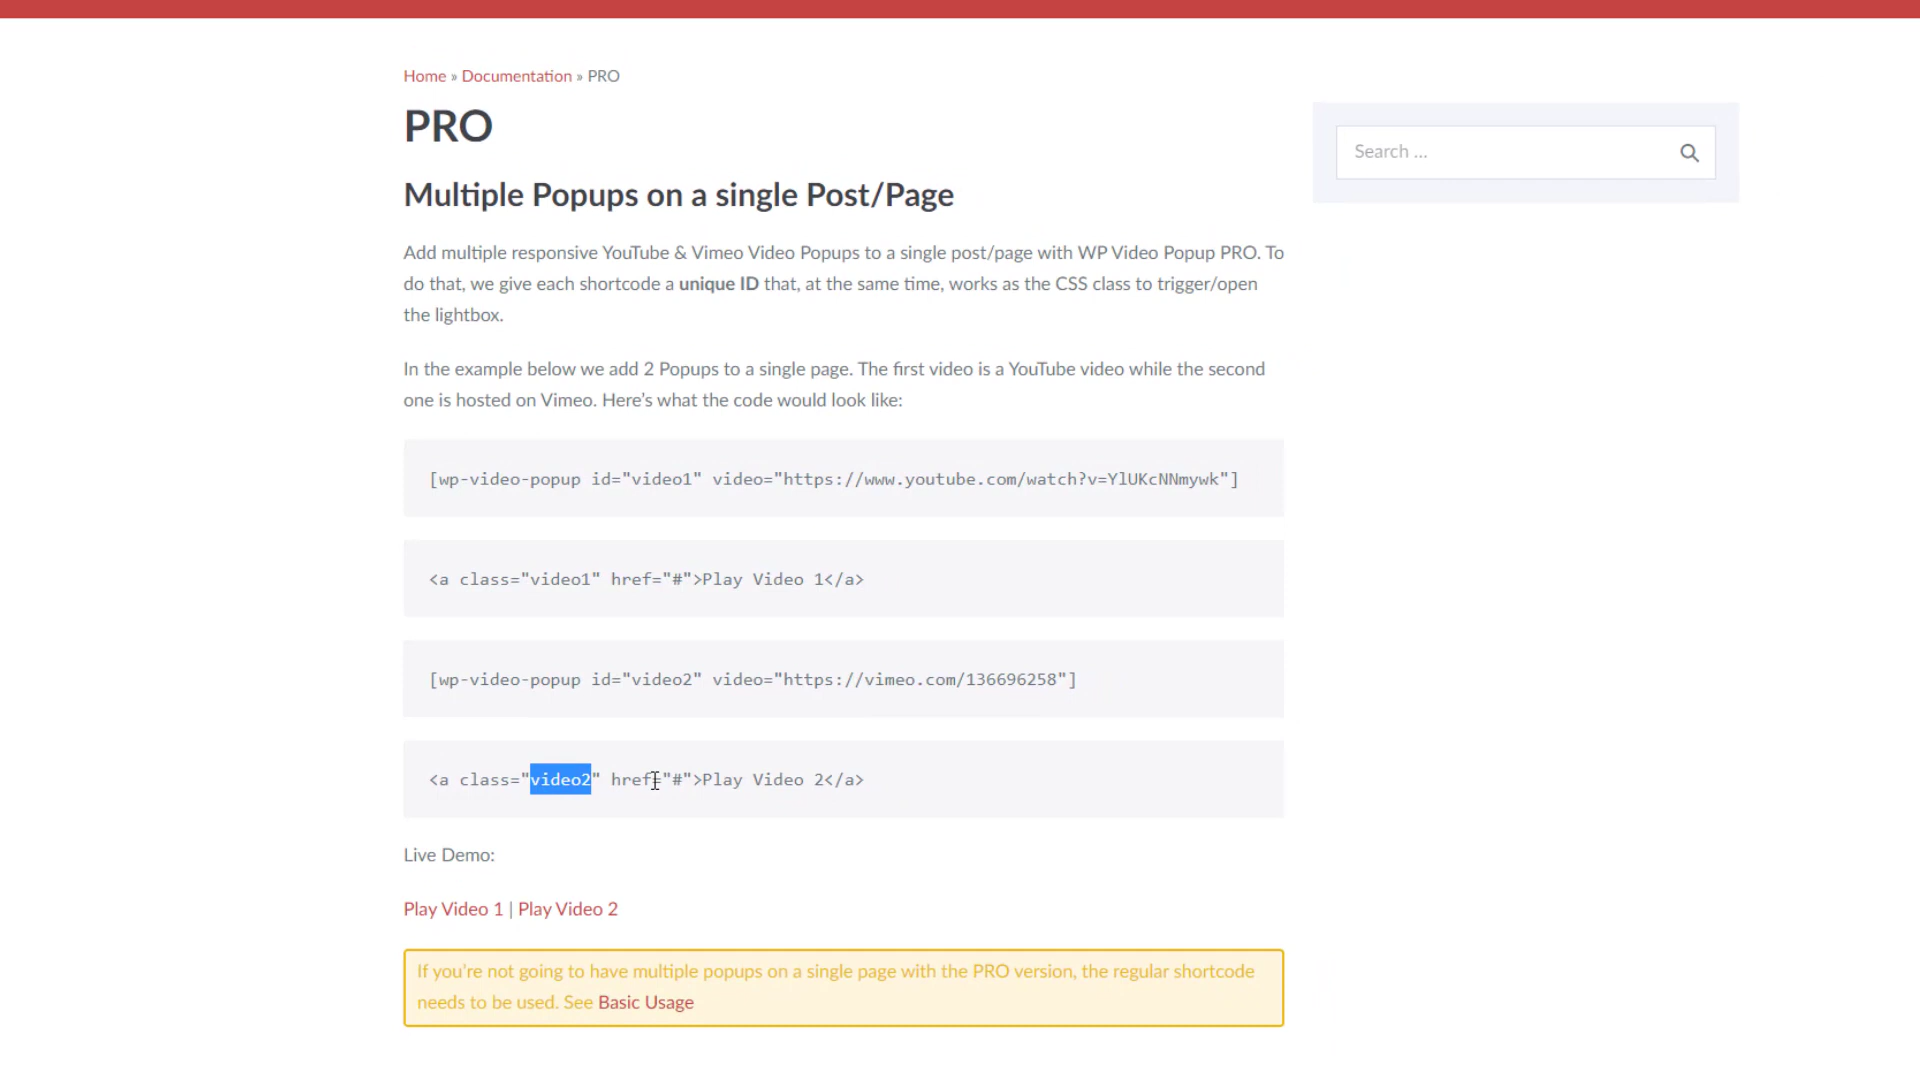 Home » Documentation » PRO
PRO
Search ...
Multiple Popups on a single Post/Page
Add multiple responsive YouTube & Vimeo Video Popups to a single post/page with WP Video Popup PRO. To
do that, we give each shortcode a unique ID that, at the same time, works as the CSS class to trigger/open
the lightbox.
In the example below we add 2 Popups to a single page. The first video is a YouTube video while the second
one is hosted on Vimeo. Here’s what the code would look like:
[wp-video-popup id="video1" video="https://www.youtube.com/watch?v=YlUKcNNmywk"]
<a class="video1" href="#">Play Video 1</a>
[wp-video-popup id="video2" video="https://vimeo.com/136696258"]
<a class="video2" href="#">Play Video 2</a>
Live Demo:
Play Video 1 | Play Video 2
If you’re not going to have multiple popups on a single page with the PRO version, the regular shortcode
needs to be used. See Basic Usage